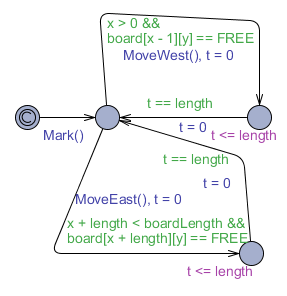 x > 0 &&
board[x - 1][y] == FREE
MoveWest(), t = 0
t == length
t = 0
Mark()
t <= length
t == length
t = 0
MoveEast(), t = 0
x + length < boardLength &&
board[x + length][y] == FREE
t <= length